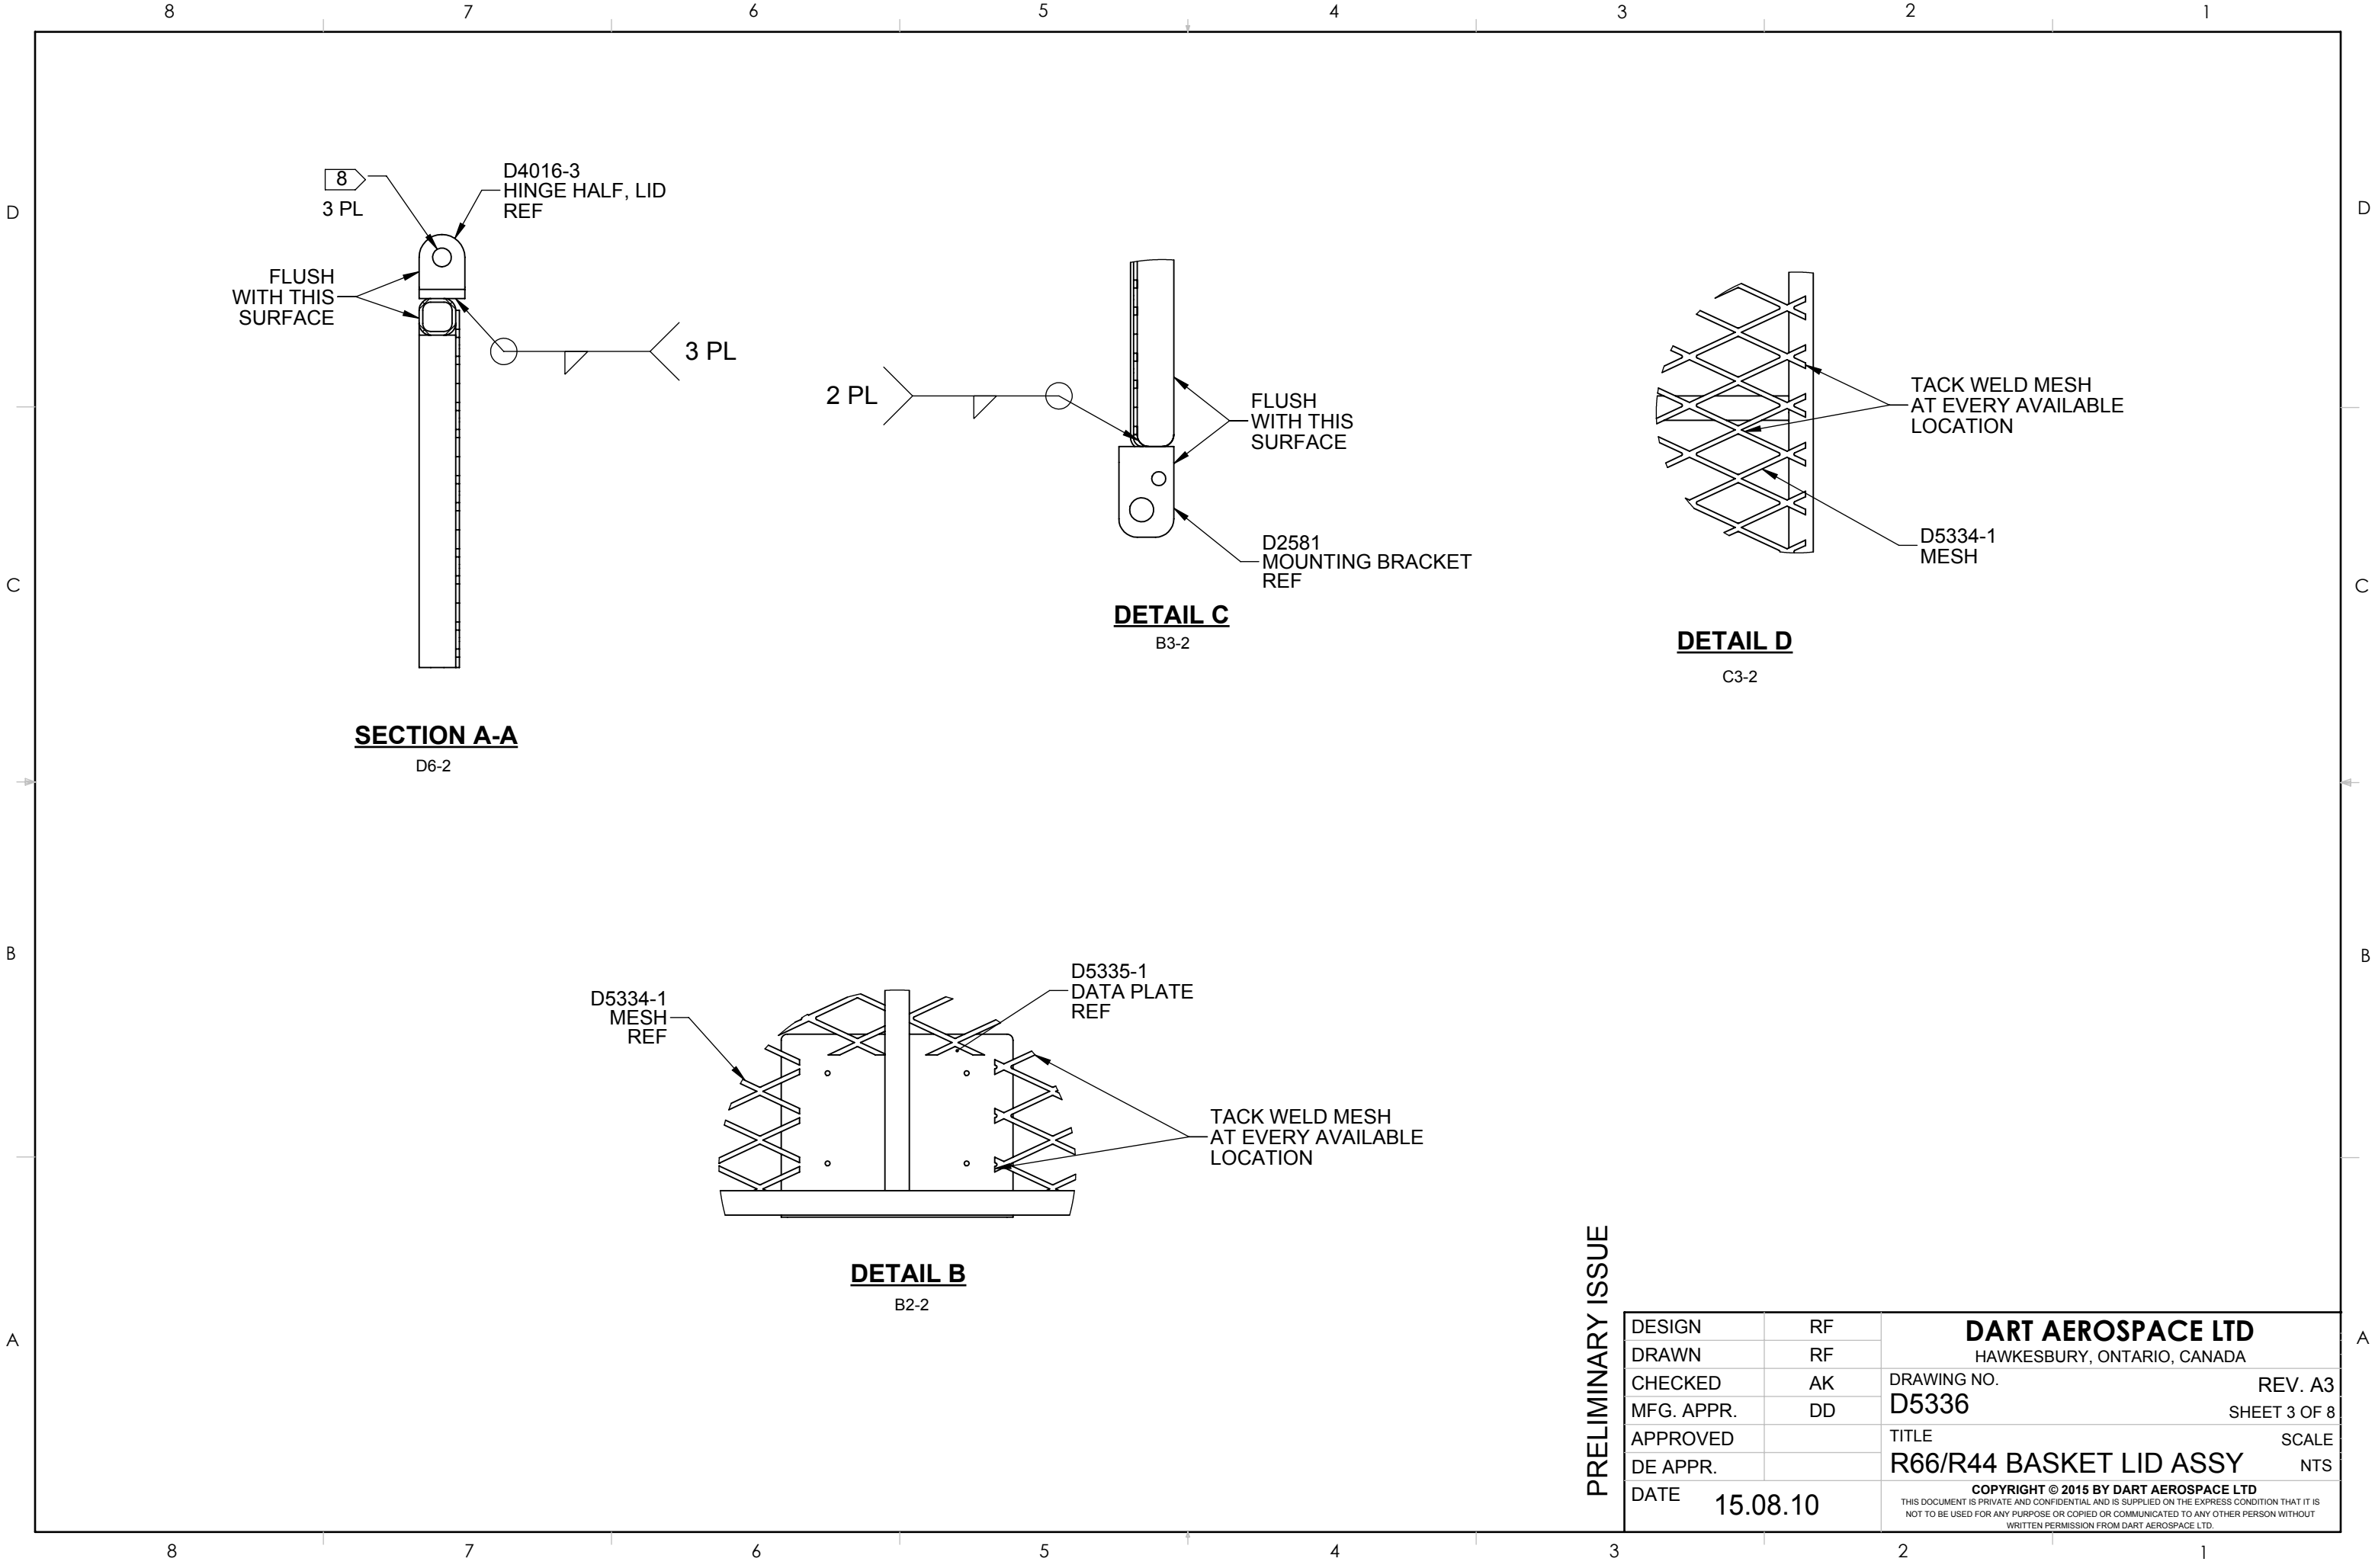 8 7 6 5 4 3 2 1
D D
C C
B B
A A
8
3 PL
D4016-3
HINGE HALF, LID
REF
FLUSH
WITH THIS
SURFACE
3 PL
SECTION A-A
D6-2
2 PL
FLUSH
WITH THIS
SURFACE
D2581
MOUNTING BRACKET
REF
DETAIL C
B3-2
TACK WELD MESH
AT EVERY AVAILABLE
LOCATION
D5334-1
MESH
DETAIL D
C3-2
D5334-1
MESH
REF
D5335-1
DATA PLATE
REF
TACK WELD MESH
AT EVERY AVAILABLE
LOCATION
DETAIL B
B2-2
PRELIMINARY ISSUE
DESIGN RF
DRAWN RF
CHECKED AK
MFG. APPR. DD
APPROVED
DE APPR.
DATE 15.08.10
DART AEROSPACE LTD
HAWKESBURY, ONTARIO, CANADA
DRAWING NO. REV. A3
D5336 SHEET 3 OF 8
TITLE SCALE
R66/R44 BASKET LID ASSY NTS
COPYRIGHT © 2015 BY DART AEROSPACE LTD
THIS DOCUMENT IS PRIVATE AND CONFIDENTIAL AND IS SUPPLIED ON THE EXPRESS CONDITION THAT IT IS
NOT TO BE USED FOR ANY PURPOSE OR COPIED OR COMMUNICATED TO ANY OTHER PERSON WITHOUT
WRITTEN PERMISSION FROM DART AEROSPACE LTD.
8 7 6 5 4 3 2 1